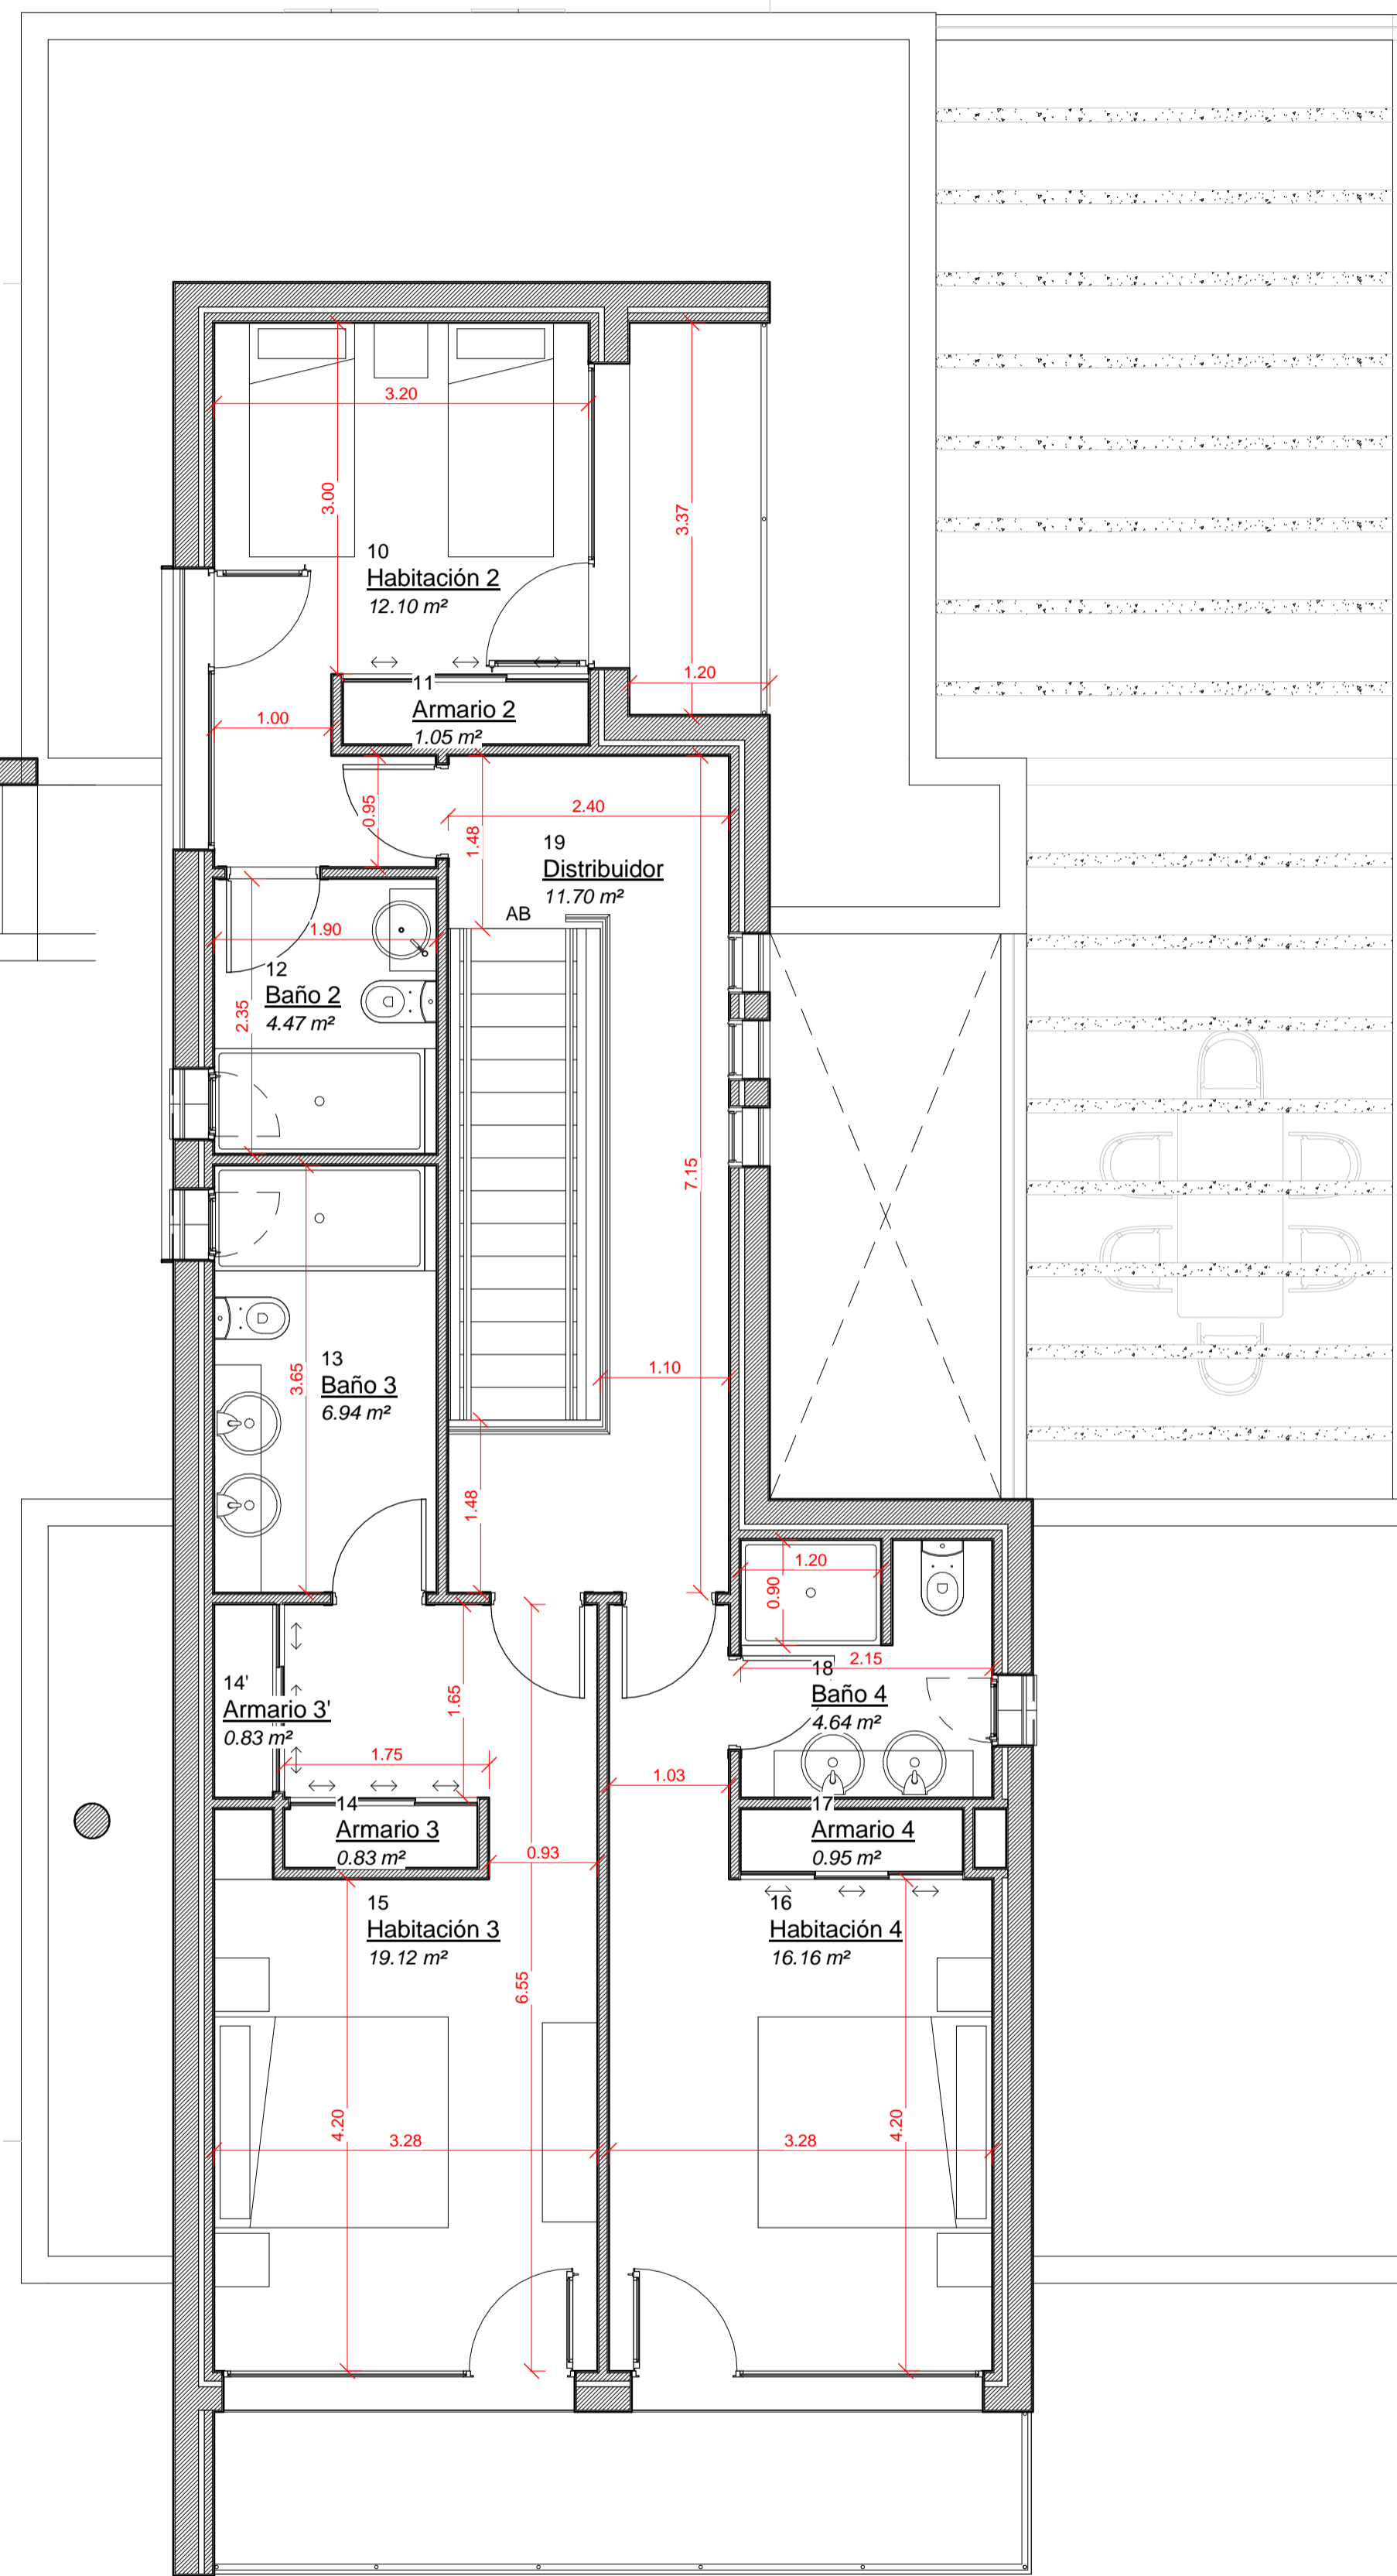 3.20
3.00
3.37
10
Habitación 2
12.10 m²
1.20
11
Armario 2
1.05 m²
1.00
0.95
1.48
2.40
19
Distribuidor
11.70 m²
AB
1.90
12
Baño 2
4.47 m²
2.35
7.15
3.65
13
Baño 3
6.94 m²
1.10
1.48
1.20
0.90
2.15
18
Baño 4
4.64 m²
14'
Armario 3'
0.83 m²
1.65
1.75
1.03
14
Armario 3
0.83 m²
0.93
17
Armario 4
0.95 m²
15
Habitación 3
19.12 m²
16
Habitación 4
16.16 m²
6.55
4.20
3.28
3.28
4.20